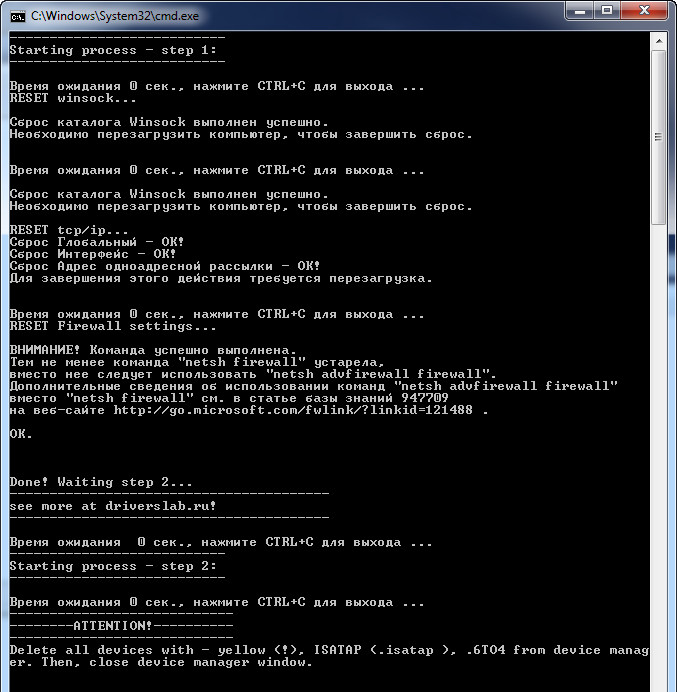 C:\Windows\System32\cmd.exe
---------------------------
Starting process - step 1:
---------------------------
Время ожидания 0 сек., нажмите CTRL+C для выхода ...
RESET winsock...
Сброс каталога Winsock выполнен успешно.
Необходимо перезагрузить компьютер, чтобы завершить сброс.
Время ожидания 0 сек., нажмите CTRL+C для выхода ...
Сброс каталога Winsock выполнен успешно.
Необходимо перезагрузить компьютер, чтобы завершить сброс.
RESET tcp/ip...
Сброс Глобальный - OK!
Сброс Интерфейс - OK!
Сброс Адрес одноадресной рассылки - OK!
Для завершения этого действия требуется перезагрузка.
Время ожидания 0 сек., нажмите CTRL+C для выхода ...
RESET Firewall settings...
ВНИМАНИЕ! Команда успешно выполнена.
Тем не менее команда "netsh firewall" устарела,
вместо нее следует использовать "netsh advfirewall firewall".
Дополнительные сведения об использовании команд "netsh advfirewall firewall"
вместо "netsh firewall" см. в статье базы знаний 947709
на веб-сайте http://go.microsoft.com/fwlink/?linkid=121488 .
ОК.
Done! Waiting step 2...
----------------------------------------
see more at driverslab.ru!
----------------------------------------
Время ожидания  0 сек., нажмите CTRL+C для выхода ...
---------------------------
Starting process - step 2:
---------------------------
Время ожидания 0 сек., нажмите CTRL+C для выхода ...
----------------------------
--------ATTENTION!----------
----------------------------
Delete all devices with - yellow (!), ISATAP (.isatap ), .6TO4 from device manag
er. Then, close device manager window.